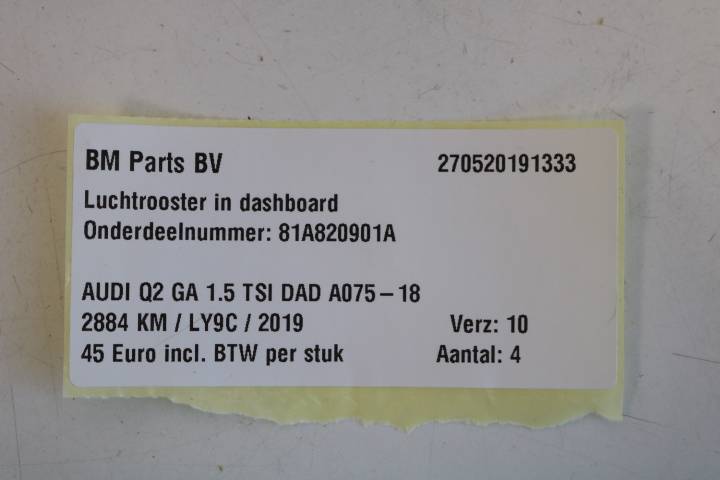 BM Parts BV 270520191333
Luchtrooster in dashboard
Onderdeelnummer: 81A820901A
AUDI Q2 GA 1.5 TSI DAD A075-18
2884 KM / LY9C / 2019 Verz: 10
45 Euro incl. BTW per stuk Aantal: 4